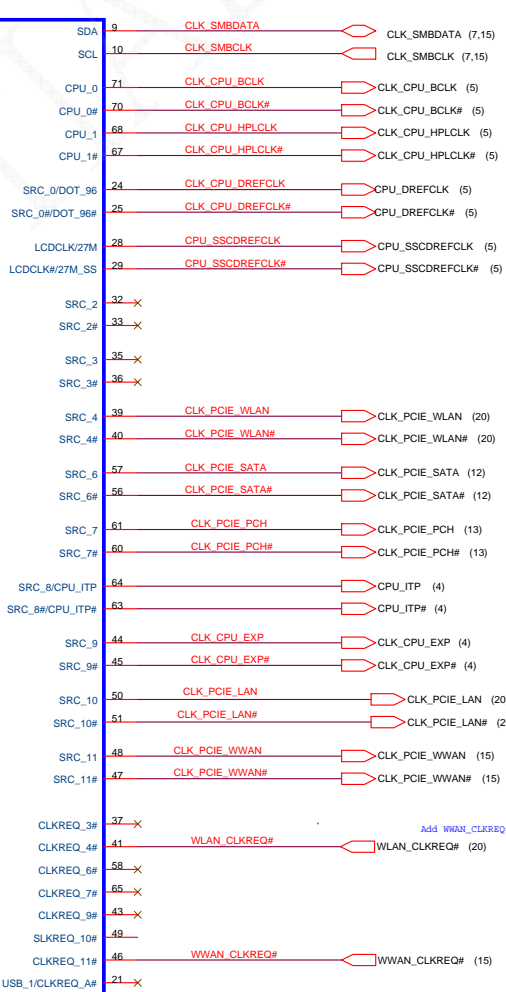 SDA 9 CLK_SMBDATA CLK_SMBDATA (7,15)
SCL 10 CLK_SMBCLK CLK_SMBCLK (7,15)
CPU_0 71 CLK_CPU_BCLK CLK_CPU_BCLK (5)
CPU_0# 70 CLK_CPU_BCLK# CLK_CPU_BCLK# (5)
CPU_1 68 CLK_CPU_HPLCLK CLK_CPU_HPLCLK (5)
CPU_1# 67 CLK_CPU_HPLCLK# CLK_CPU_HPLCLK# (5)
SRC_0/DOT_96 24 CLK_CPU_DREFCLK CPU_DREFCLK (5)
SRC_0#/DOT_96# 25 CLK_CPU_DREFCLK# CPU_DREFCLK# (5)
LCDCLK/27M 28 CPU_SSCDREFCLK CPU_SSCDREFCLK (5)
LCDCLK#/27M_SS 29 CPU_SSCDREFCLK# CPU_SSCDREFCLK# (5)
SRC_2 32
SRC_2# 33
SRC_3 35
SRC_3# 36
SRC_4 39 CLK_PCIE_WLAN CLK_PCIE_WLAN (20)
SRC_4# 40 CLK_PCIE_WLAN# CLK_PCIE_WLAN# (20)
SRC_6 57 CLK_PCIE_SATA CLK_PCIE_SATA (12)
SRC_6# 56 CLK_PCIE_SATA# CLK_PCIE_SATA# (12)
SRC_7 61 CLK_PCIE_PCH CLK_PCIE_PCH (13)
SRC_7# 60 CLK_PCIE_PCH# CLK_PCIE_PCH# (13)
SRC_8/CPU_ITP 64 CPU_ITP (4)
SRC_8#/CPU_ITP# 63 CPU_ITP# (4)
SRC_9 44 CLK_CPU_EXP CLK_CPU_EXP (4)
SRC_9# 45 CLK_CPU_EXP# CLK_CPU_EXP# (4)
SRC_10 50 CLK_PCIE_LAN CLK_PCIE_LAN (20
SRC_10# 51 CLK_PCIE_LAN# CLK_PCIE_LAN# (2
SRC_11 48 CLK_PCIE_WWAN CLK_PCIE_WWAN (15)
SRC_11# 47 CLK_PCIE_WWAN# CLK_PCIE_WWAN# (15)
CLKREQ_3# 37
Add WWAN_CLKREQ
CLKREQ_4# 41 WLAN_CLKREQ# WLAN_CLKREQ# (20)
CLKREQ_6# 58
CLKREQ_7# 65
CLKREQ_9# 43
SLKREQ_10# 49
CLKREQ_11# 46 WWAN_CLKREQ# WWAN_CLKREQ# (15)
USB_1/CLKREQ_A# 21